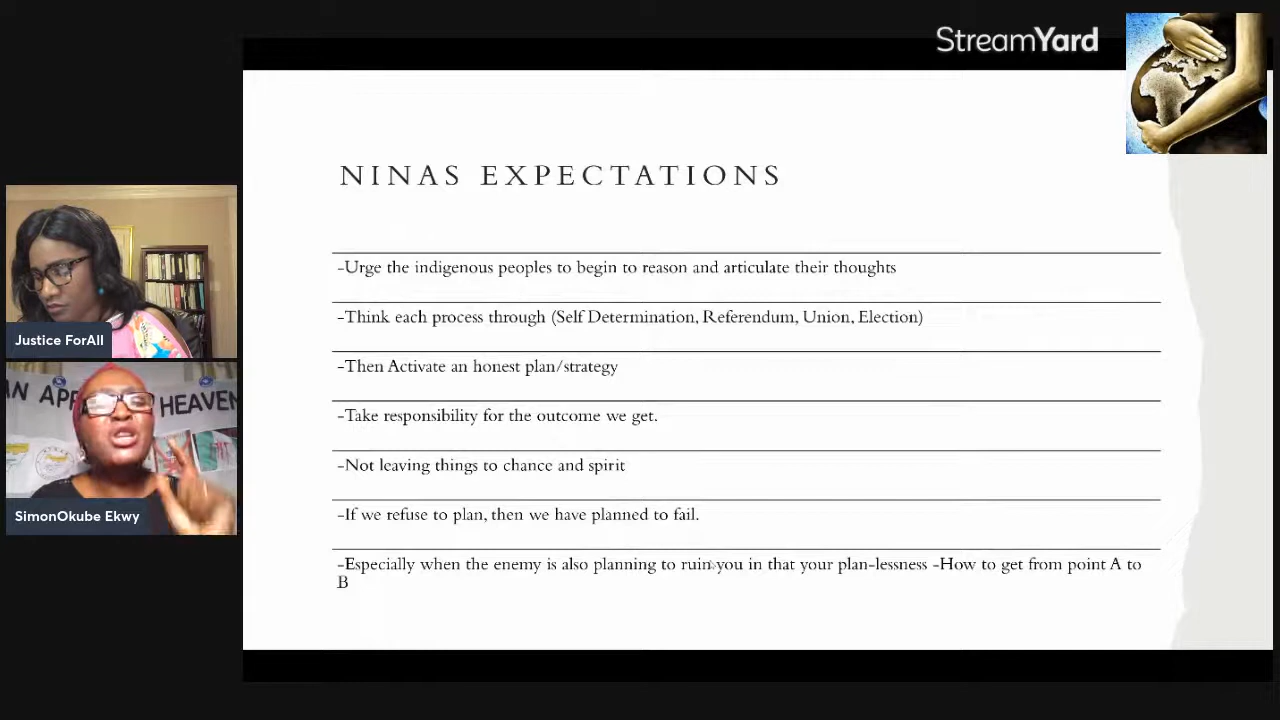 StreamYard
NINAS EXPECTATIONS
-Urge the indigenous peoples to begin to reason and articulate their thoughts
-Think each process through (Self Determination, Referendum, Union, Election)
-Then Activate an honest plan/strategy
-Take responsibility for the outcome we get.
-Not leaving things to chance and spirit
-If we refuse to plan, then we have planned to fail.
-Especially when the enemy is also planning to ruin you in that your plan-lessness -How to get from point A to
B
Justice ForAll
AN APP HEAVEN
SimonOkube Ekwy